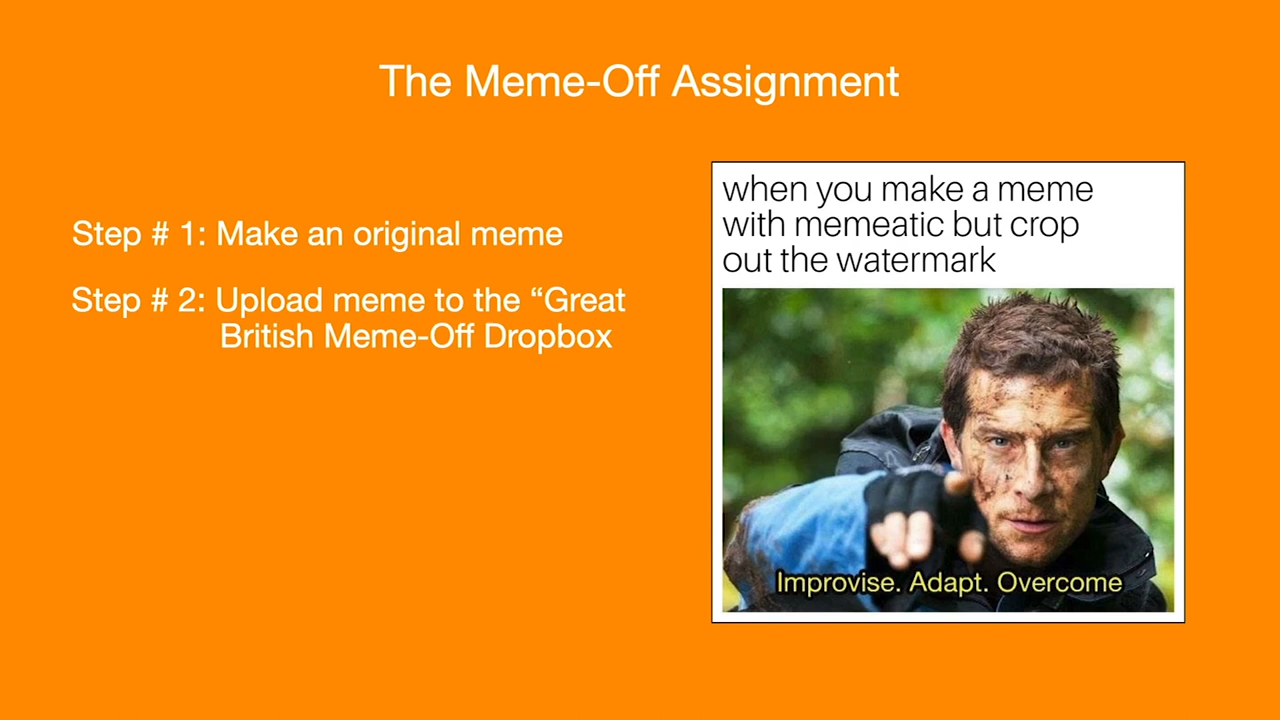 The Meme-Off Assignment
Step # 1: Make an original meme
Step # 2: Upload meme to the “Great
British Meme-Off Dropbox
when you make a meme
with memeatic but crop
out the watermark
Improvise. Adapt. Overcome